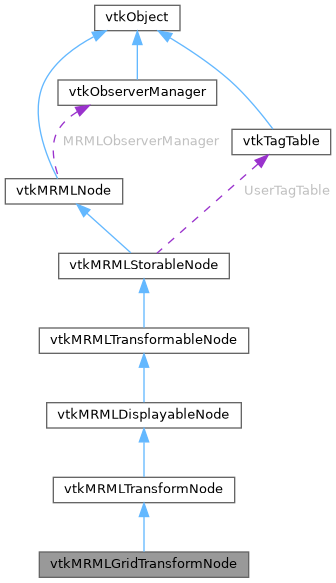 vtkObject
vtkObserverManager
MRMLObserverManager
vtkTagTable
vtkMRMLNode
UserTagTable
vtkMRMLStorableNode
vtkMRMLTransformableNode
vtkMRMLDisplayableNode
vtkMRMLTransformNode
vtkMRMLGridTransformNode